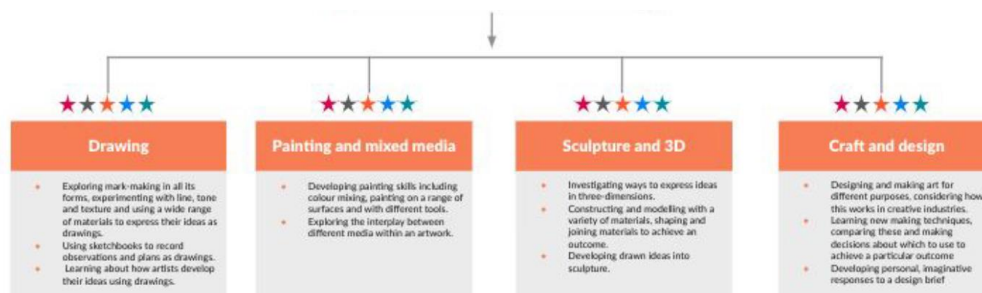 Drawing
Exploring mark-making in all its
forms, experimenting with line, tone
and texture and using a wide range
of materials to express their ideas as
drawings.
Using sketchbooks to record
observations and plans as drawings.
Learning about how artists develop
their ideas using drawings.
Painting and mixed media
Developing painting skills including
colour mixing, painting on a range of
surfaces and with different tools.
Exploring the interplay between
different media within an artwork.
Sculpture and 3D
Investigating ways to express ideas
in three-dimensions.
Constructing and modelling with a
variety of materials, shaping and
joining materials to achieve an
outcome.
Developing drawn ideas into
sculpture.
Craft and design
Designing and making art for
different purposes, considering how
this works in creative industries.
Learning new making techniques,
comparing these and making
decisions about which to use to
achieve a particular outcome
Developing personal, imaginative
responses to a design brief